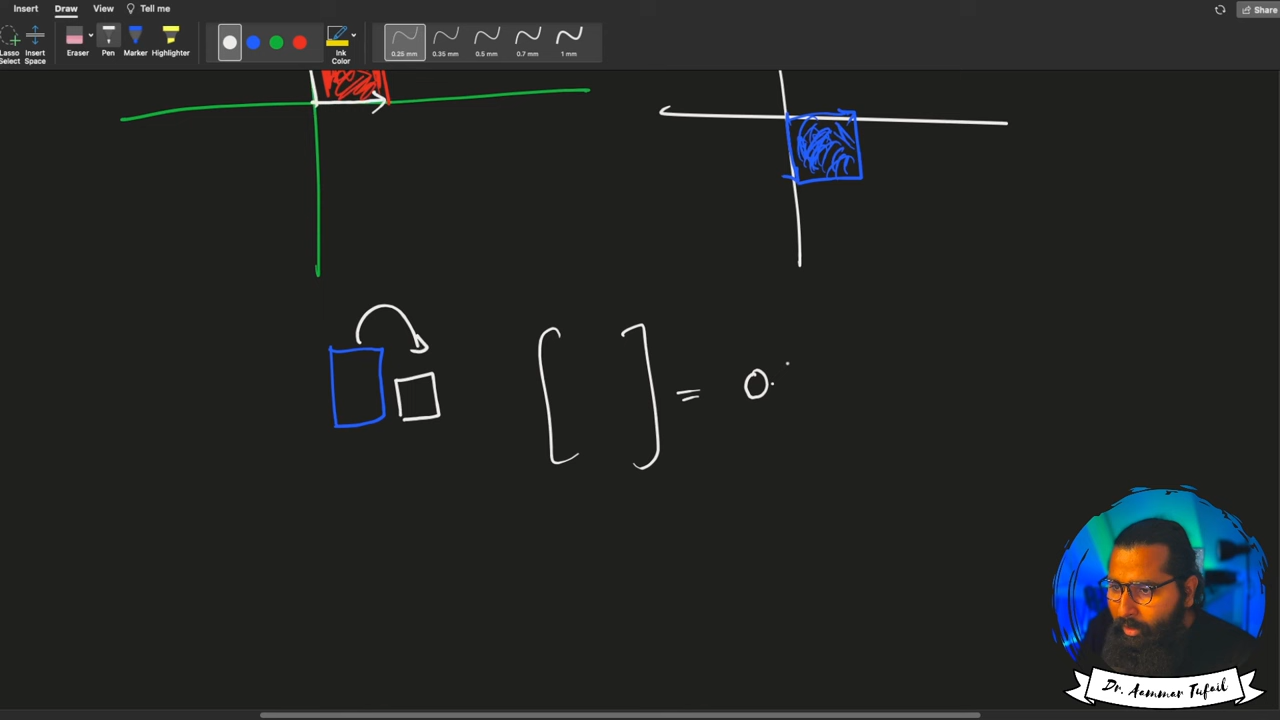 Insert Draw View Tell me Share
Lasso Select Insert Space Eraser Pen Marker Highlighter Ink Color 0.25 mm 0.35 mm 0.5 mm 0.7 mm 1 mm
[ ] = 0.
Dr. Aammar Tufail